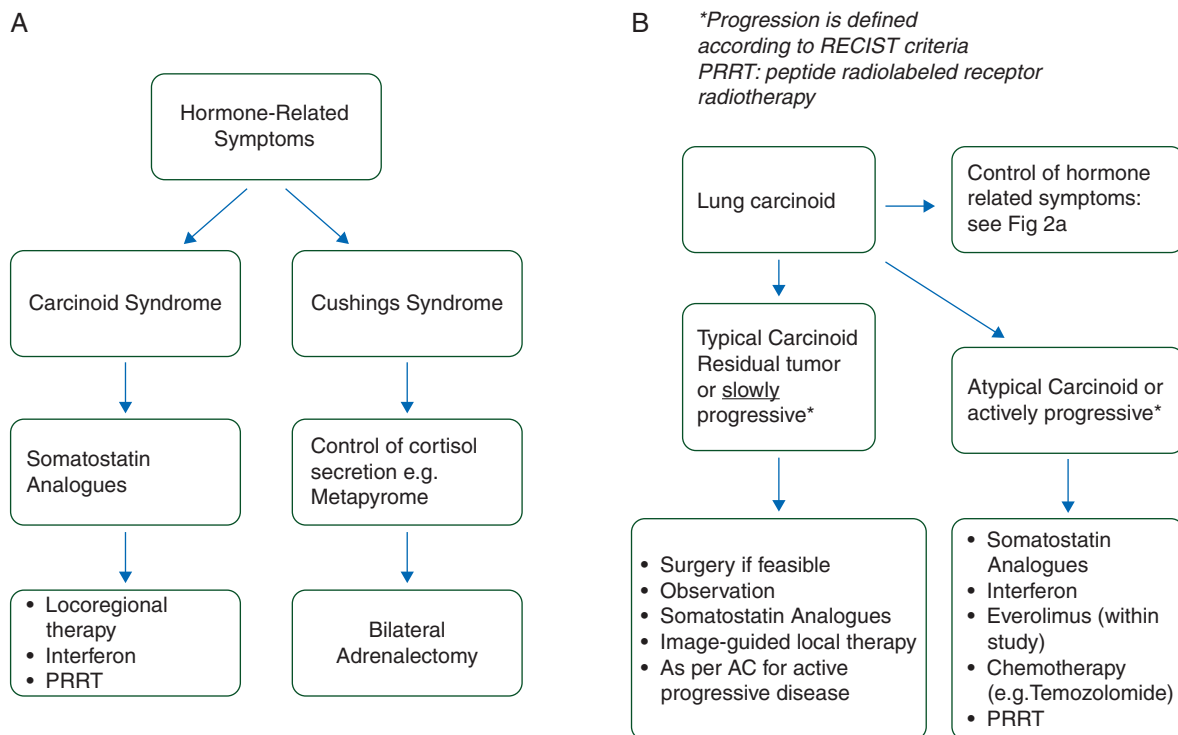 A
Hormone-Related
Symptoms
Carcinoid Syndrome
Cushings Syndrome
Somatostatin
Analogues
Control of cortisol
secretion e.g.
Metapyrome
• Locoregional
therapy
• Interferon
• PRRT
Bilateral
Adrenalectomy
B
*Progression is defined
according to RECIST criteria
PRRT: peptide radiolabeled receptor
radiotherapy
Lung carcinoid
Control of hormone
related symptoms:
see Fig 2a
Typical Carcinoid
Residual tumor
or slowly
progressive*
Atypical Carcinoid or
actively progressive*
• Surgery if feasible
• Observation
• Somatostatin Analogues
• Image-guided local therapy
• As per AC for active
progressive disease
• Somatostatin
Analogues
• Interferon
• Everolimus (within
study)
• Chemotherapy
(e.g.Temozolomide)
• PRRT